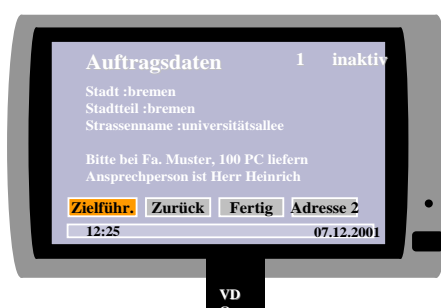 Auftragsdaten 1 inaktiv
Stadt :bremen
Stadtteil :bremen
Strassenname :universitätsallee
Bitte bei Fa. Muster, 100 PC liefern
Ansprechperson ist Herr Heinrich
Zielführ. Zurück Fertig Adresse 2
12:25 07.12.2001
VD